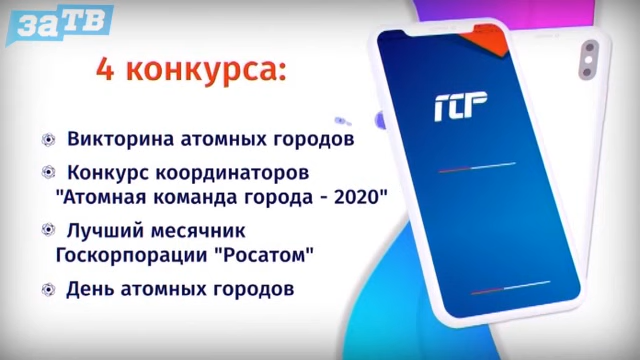 заТВ
4 конкурса:
Викторина атомных городов
Конкурс координаторов
"Атомная команда города - 2020"
Лучший месячник
Госкорпорации "Росатом"
День атомных городов
ГСР